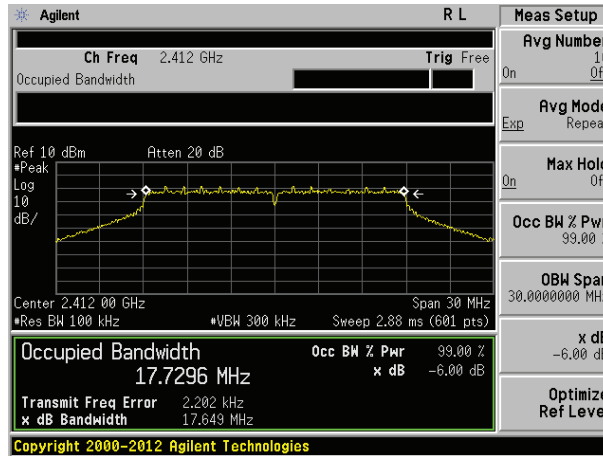 Agilent R L Meas Setup
Ch Freq 2.412 GHz Trig Free
Occupied Bandwidth
Avg Number
On
Avg Mode
Exp Repeat
Max Hold
On
Occ BW % Pwr
99.00 %
OBW Span
30.0000000 MHz
x dB
-6.00 dB
Optimize
Ref Level
Ref 10 dBm Atten 20 dB
#Peak
Log
10
dB/
Center 2.412 00 GHz Span 30 MHz
#Res BW 100 kHz #VBW 300 kHz Sweep 2.88 ms (601 pts)
Occupied Bandwidth Occ BW % Pwr 99.00 %
17.7296 MHz x dB -6.00 dB
Transmit Freq Error 2.202 kHz
x dB Bandwidth 17.649 MHz
Copyright 2000-2012 Agilent Technologies